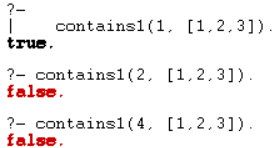 ?-
|    contains1(1, [1,2,3]).
true.
?- contains1(2, [1,2,3]).
false.
?- contains1(4, [1,2,3]).
false.